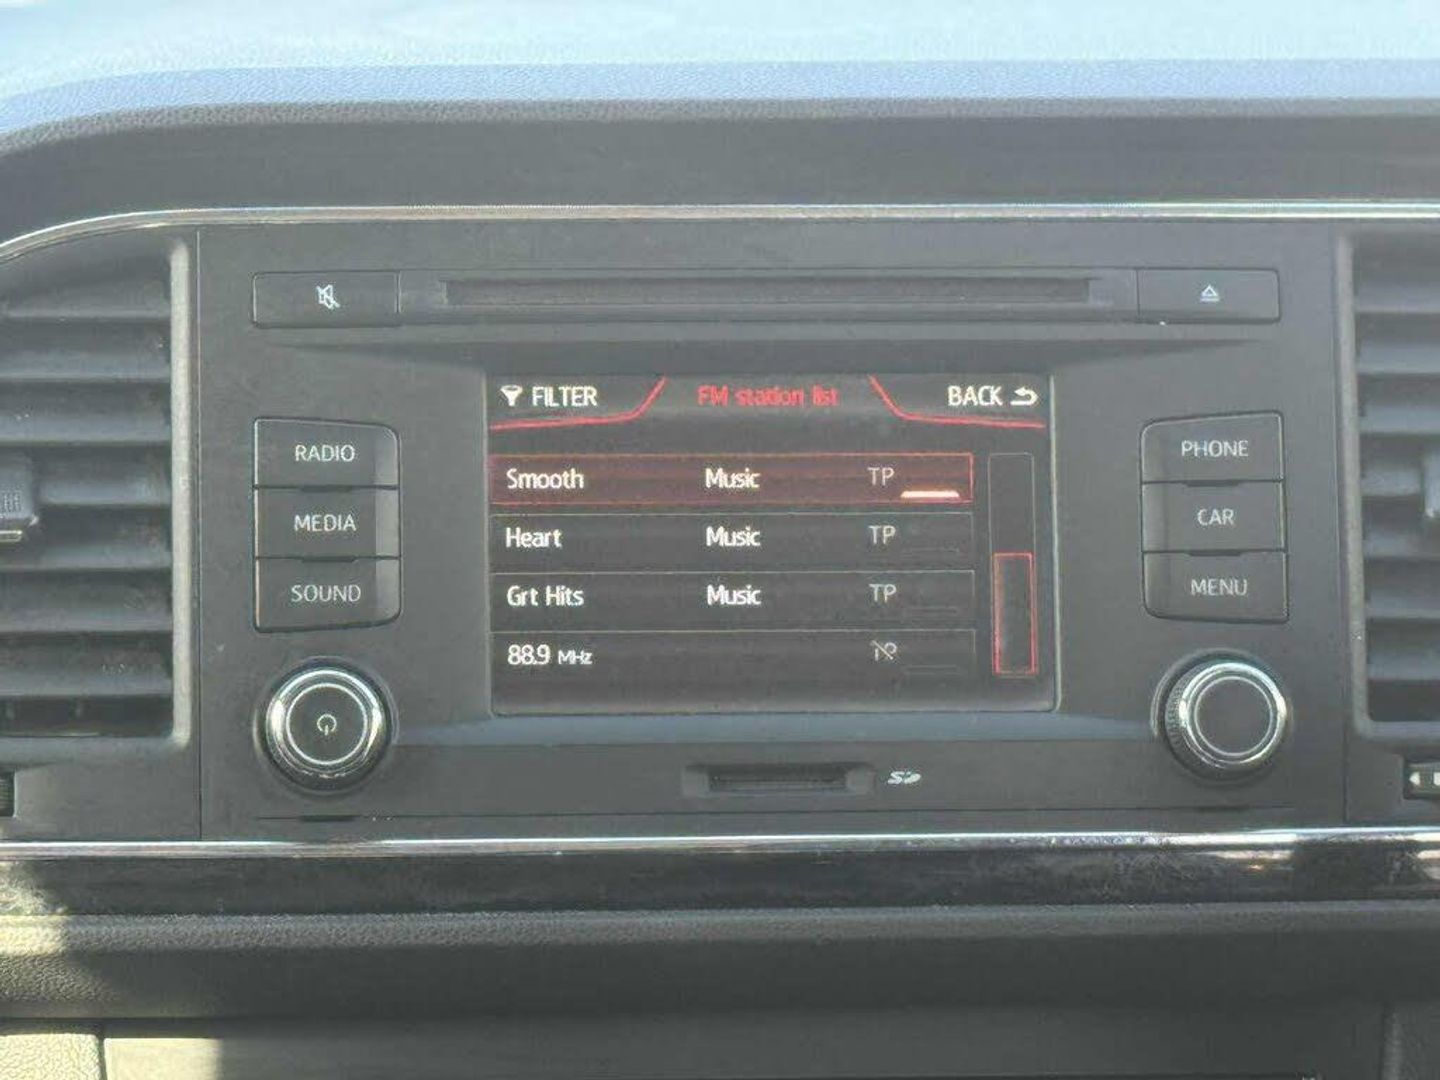 FILTER FM station list BACK
RADIO
MEDIA
SOUND
Smooth Music TP
Heart Music TP
Grt Hits Music TP
88.9 MHz TP
PHONE
CAR
MENU
SD